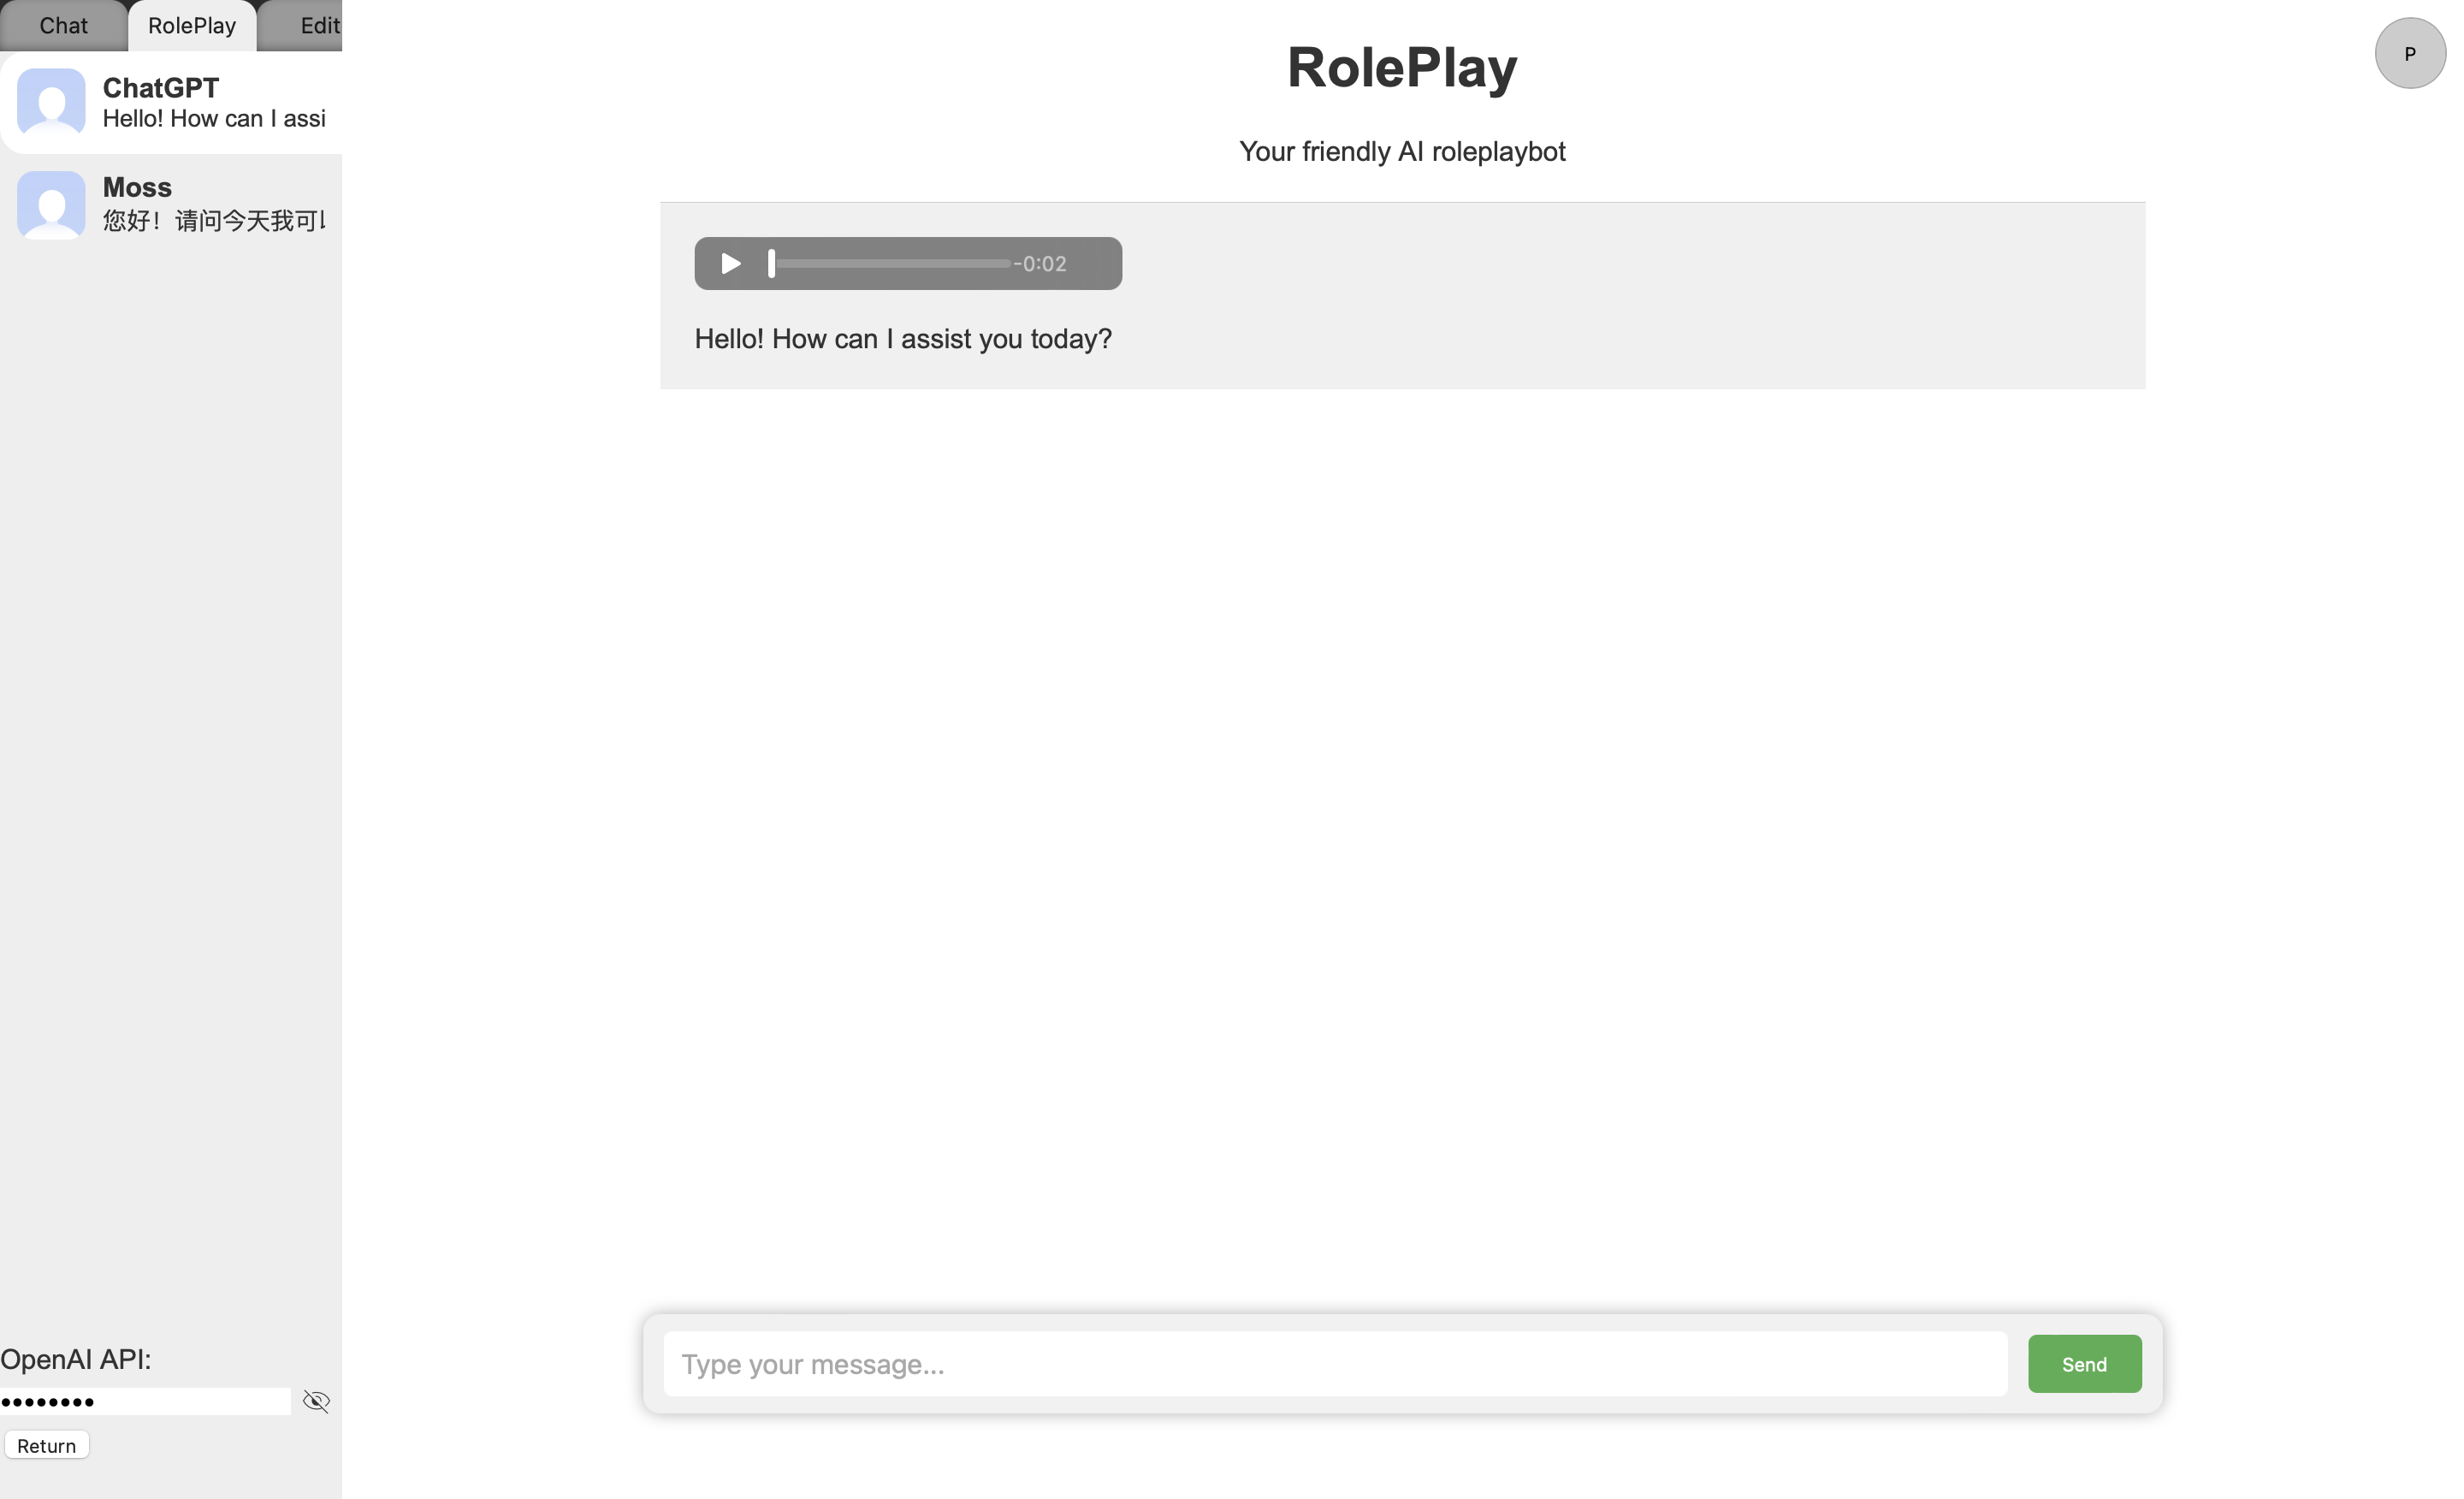 Chat
RolePlay
Edit
ChatGPT
Hello! How can I assi
Moss
您好！请问今天我可
RolePlay
Your friendly AI roleplaybot
P
-0:02
Hello! How can I assist you today?
Type your message...
Send
OpenAI API:
••••••••
Return